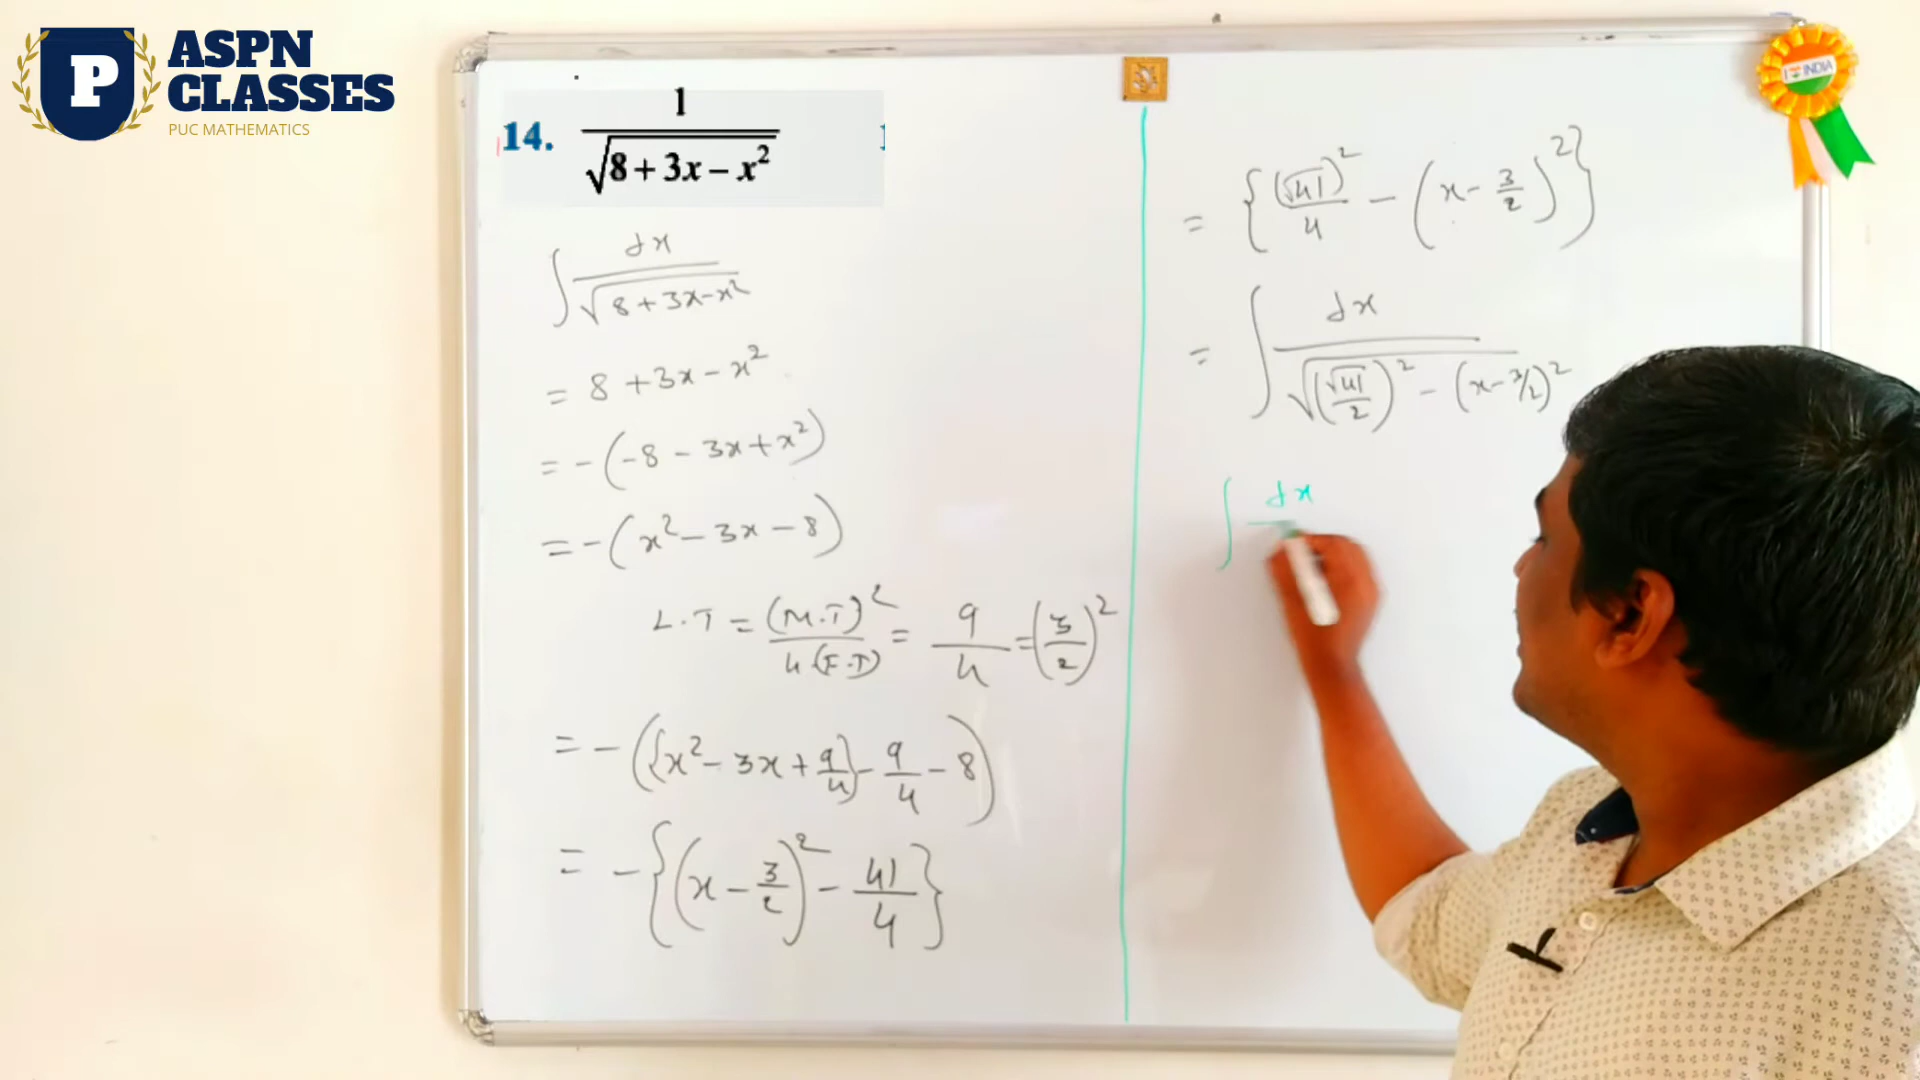 P
ASPN
CLASSES
PUC MATHEMATICS
14. 1/√(8 + 3x − x²)
∫ dx/√(8+3x−x²)
= 8 + 3x − x²
= −(−8 − 3x + x²)
= −(x² − 3x − 8)
L.T = (M.T)²/4(F.T) = 9/4 = (3/2)²
= −({x² − 3x + 9/4} − 9/4 − 8)
= −{(x − 3/2)² − 41/4}
= {(√41)²/4 − (x − 3/2)²}
= ∫ dx/√((√41/2)² − (x − 3/2)²)
∫ dx
I INDIA